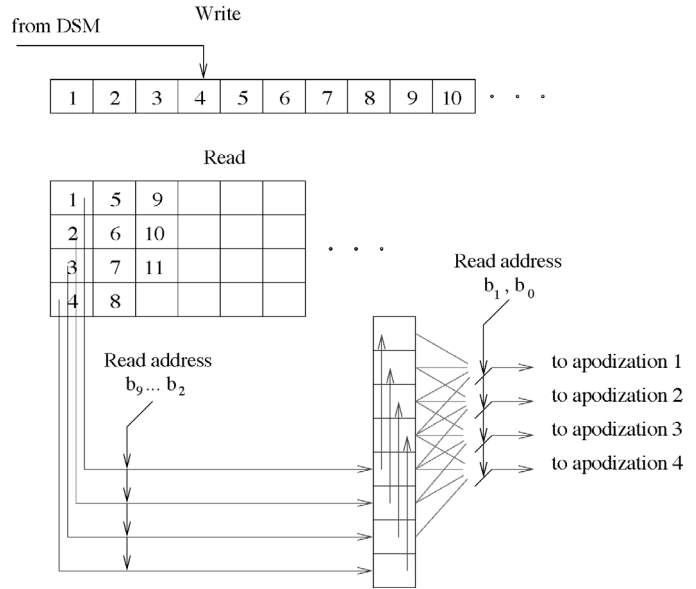 Write
from DSM
1 2 3 4 5 6 7 8 9 10 . . .
Read
1 5 9
2 6 10
3 7 11
4 8
. . .
Read address
b₁ , b₀
Read address
b₉ ... b₂
to apodization 1
to apodization 2
to apodization 3
to apodization 4